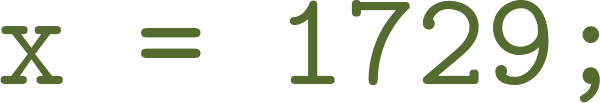 x = 1729;